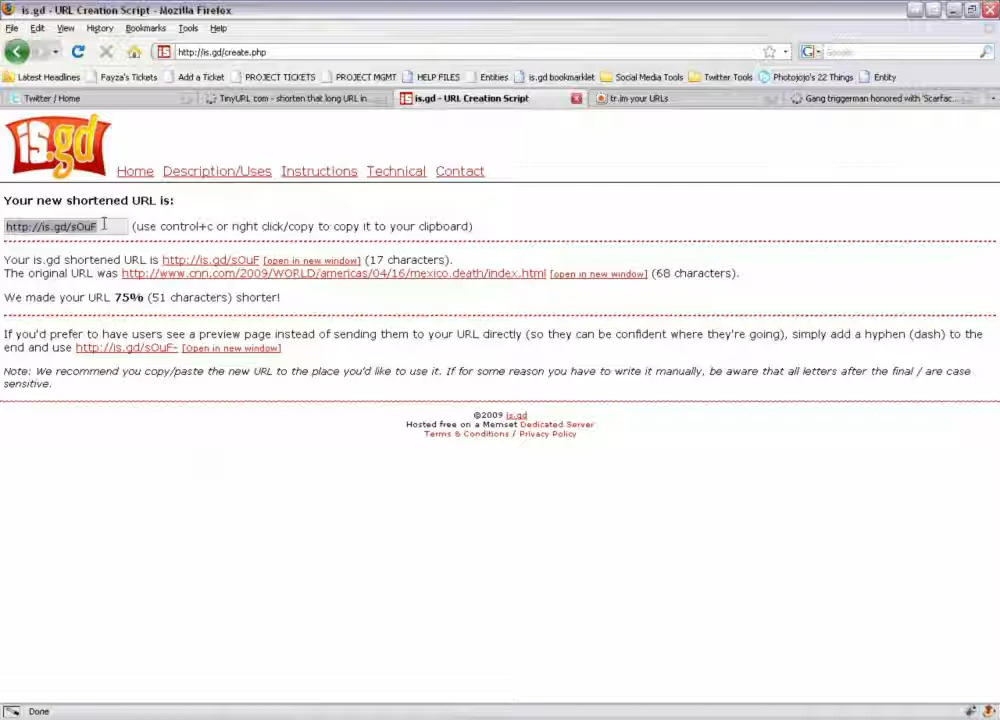 is.gd - URL Creation Script - Mozilla Firefox
File Edit View History Bookmarks Tools Help
http://is.gd/create.php
Google
Latest Headlines Fayza's Tickets Add a Ticket PROJECT TICKETS PROJECT MGMT HELP FILES Entities is.gd bookmarklet Social Media Tools Twitter Tools Photojojo's 22 Things Entity
Twitter / Home TinyURL.com - shorten that long URL in is.gd - URL Creation Script tr.im your URLs Gang triggerman honored with 'Scarfac...
is.gd
Home Description/Uses Instructions Technical Contact
Your new shortened URL is:
http://is.gd/sOuF (use control+c or right click/copy to copy it to your clipboard)
Your is.gd shortened URL is http://is.gd/sOuF [open in new window] (17 characters).
The original URL was http://www.cnn.com/2009/WORLD/americas/04/16/mexico.death/index.html [open in new window] (68 characters).
We made your URL 75% (51 characters) shorter!
If you'd prefer to have users see a preview page instead of sending them to your URL directly (so they can be confident where they're going), simply add a hyphen (dash) to the
end and use http://is.gd/sOuF- [Open in new window]
Note: We recommend you copy/paste the new URL to the place you'd like to use it. If for some reason you have to write it manually, be aware that all letters after the final / are case
sensitive.
©2009 is.gd
Hosted free on a Memset Dedicated Server
Terms & Conditions / Privacy Policy
Done